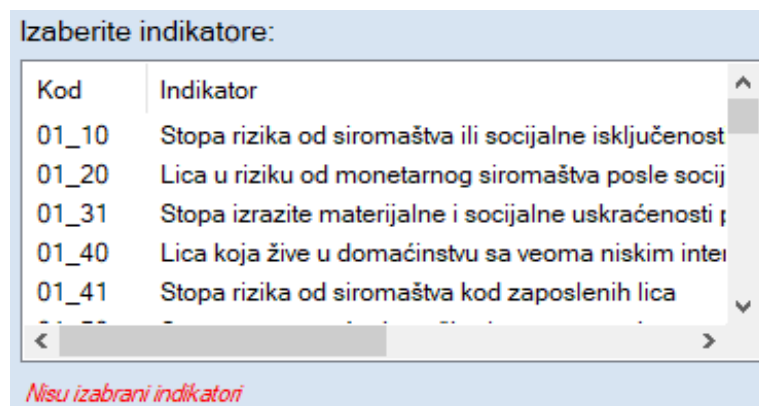 Izaberite indikatore:
Kod Indikator
01_10 Stopa rizika od siromaštva ili socijalne isključenost
01_20 Lica u riziku od monetarnog siromaštva posle socij
01_31 Stopa izrazite materijalne i socijalne uskraćenosti
01_40 Lica koja žive u domaćinstvu sa veoma niskim inter
01_41 Stopa rizika od siromaštva kod zaposlenih lica
Nisu izabrani indikatori